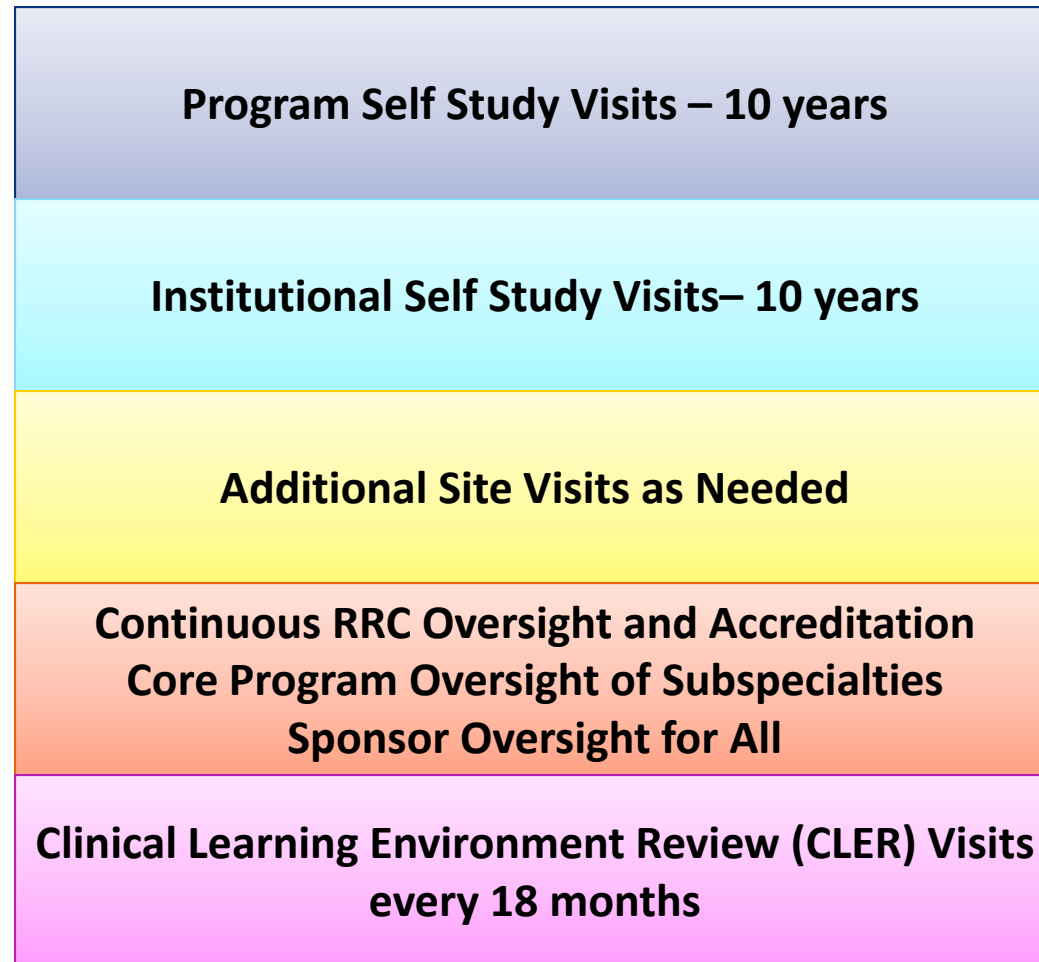 Program Self Study Visits – 10 years
Institutional Self Study Visits– 10 years
Additional Site Visits as Needed
Continuous RRC Oversight and Accreditation
Core Program Oversight of Subspecialties
Sponsor Oversight for All
Clinical Learning Environment Review (CLER) Visits
every 18 months